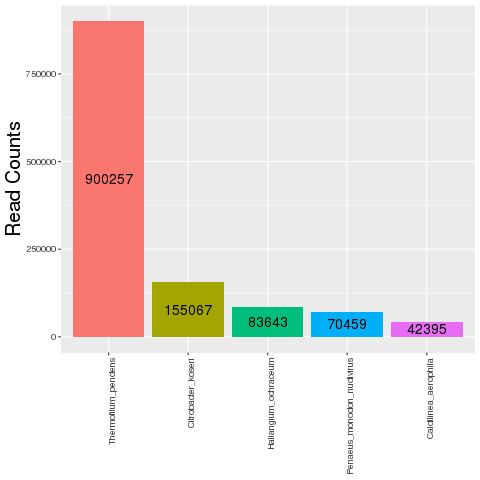 Read Counts
750000
500000
250000
0
900257
155067
83643
70459
42395
Thermofilum_pendens
Citrobacter_koseri
Haliangium_ochraceum
Penaeus_monodon_nudivirus
Caldilinea_aerophila